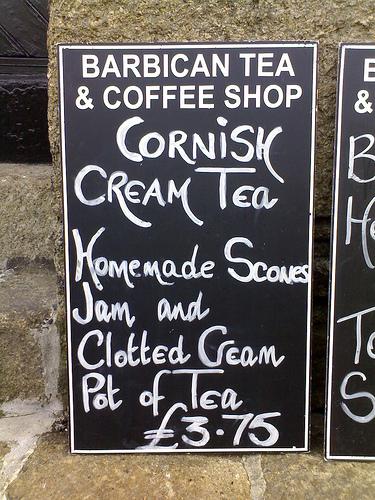 BARBICAN TEA
& COFFEE SHOP
CORNiSH
CREAM TEA
Homemade Scones
Jam and
Clotted Cream
Pot of Tea
£3.75